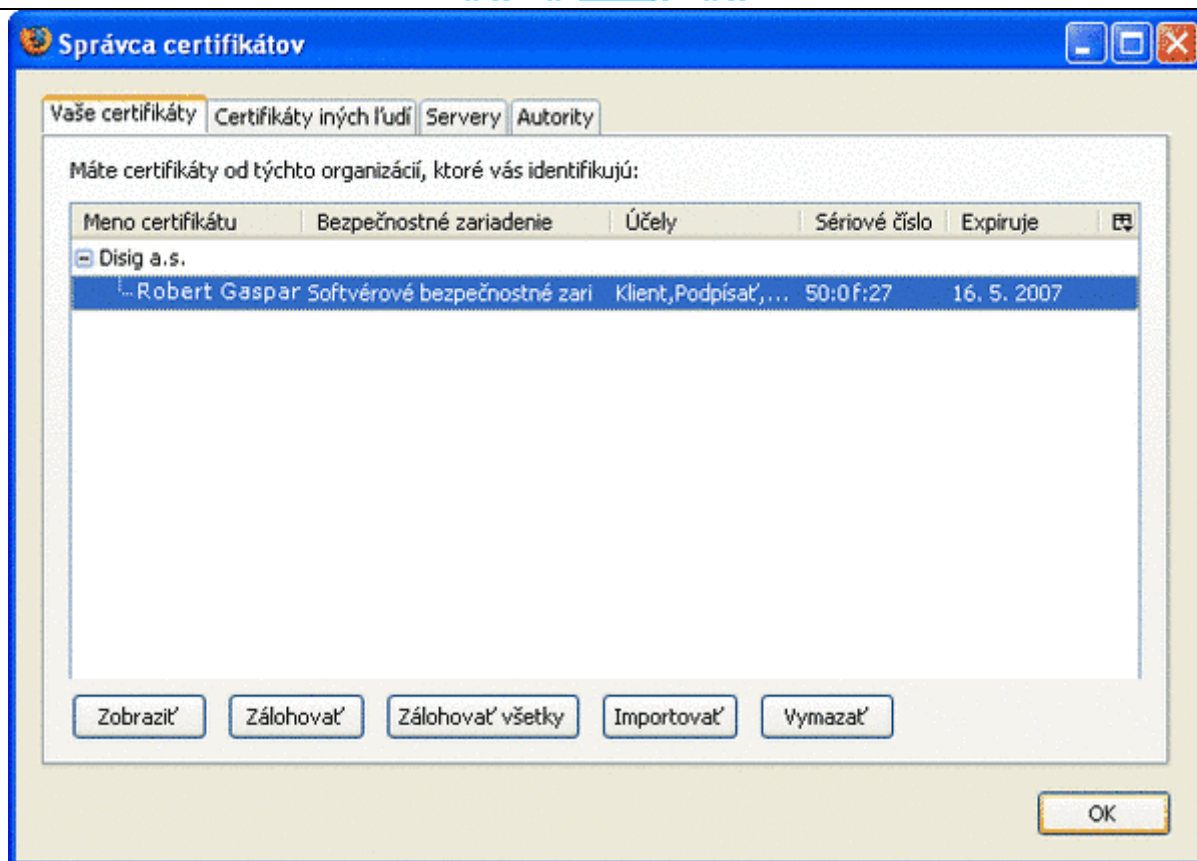 Správca certifikátov
Vaše certifikáty Certifikáty iných ľudí Servery Autority
Máte certifikáty od týchto organizácií, ktoré vás identifikujú:
Meno certifikátu Bezpečnostné zariadenie Účely Sériové číslo Expiruje
Disig a.s.
Robert Gaspar Softvérové bezpečnostné zari Klient,Podpísať,... 50:0f:27 16. 5. 2007
Zobraziť Zálohovať Zálohovať všetky Importovať Vymazať
OK